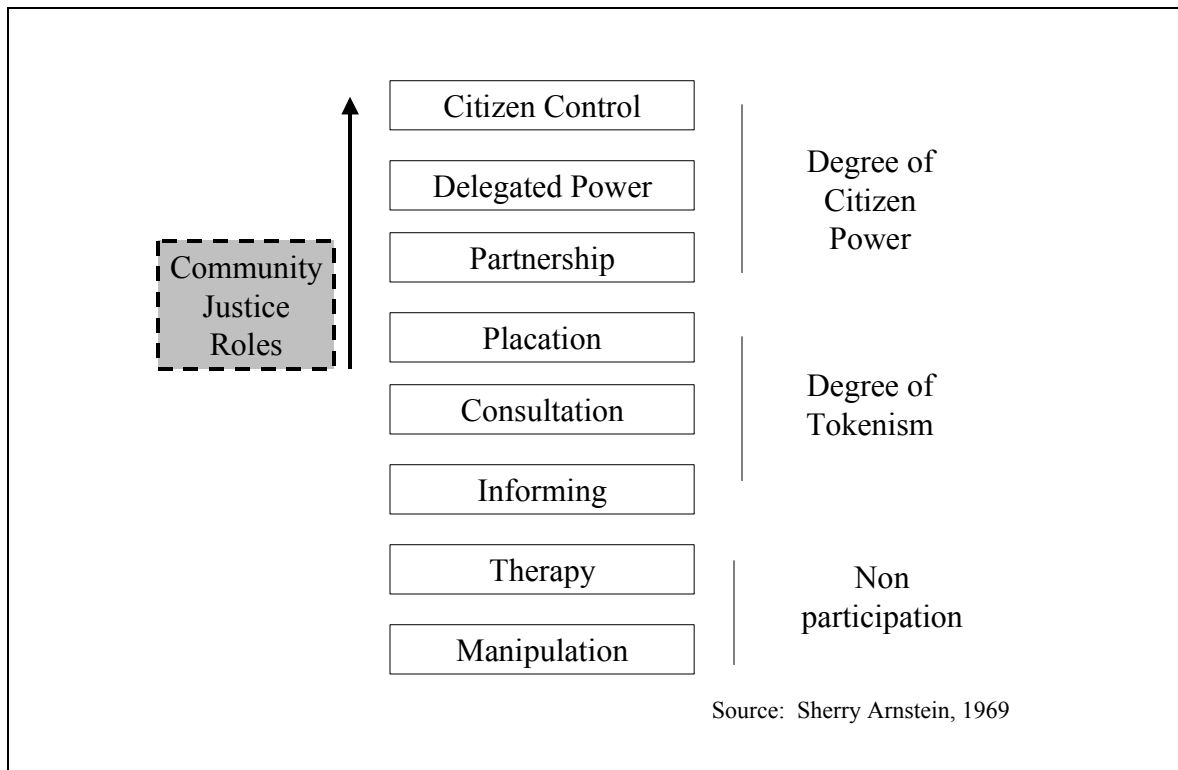 Citizen Control
Delegated Power
Partnership
Placation
Consultation
Informing
Therapy
Manipulation
Community
Justice
Roles
Degree of
Citizen
Power
Degree of
Tokenism
Non
participation
Source: Sherry Arnstein, 1969